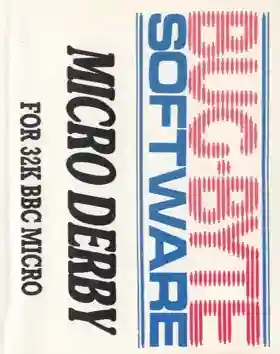 BUG-BYTE
SOFTWARE
MICRO DERBY
FOR 32K BBC MICRO